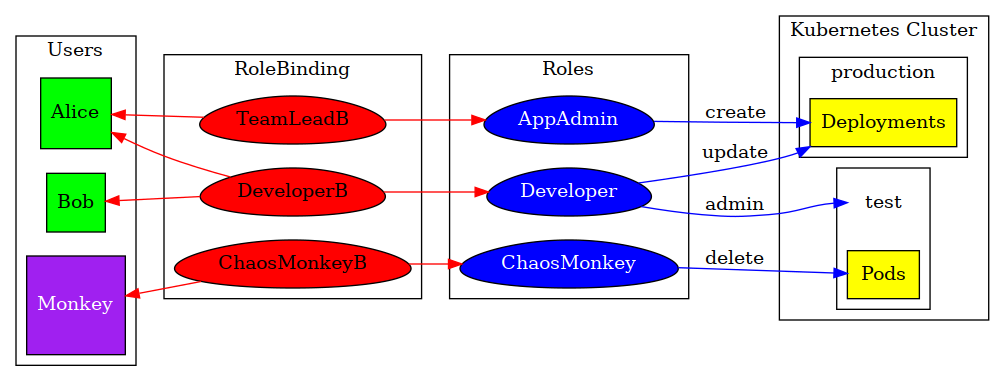 Users
Alice
Bob
Monkey
RoleBinding
TeamLeadB
DeveloperB
ChaosMonkeyB
Roles
AppAdmin
Developer
ChaosMonkey
create
update
admin
delete
Kubernetes Cluster
production
Deployments
test
Pods